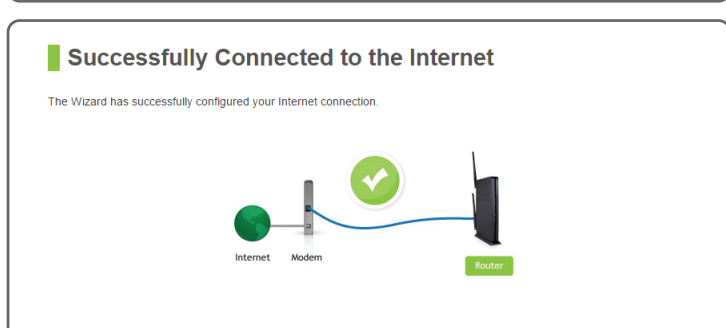 Successfully Connected to the Internet
The Wizard has successfully configured your Internet connection.
Internet Modem
Router